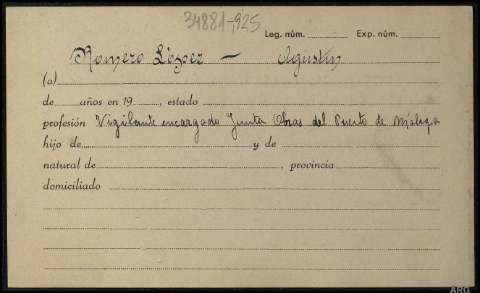 34881-,925
Leg. núm. Exp. núm.
Romero López — Agustín
(a)
de años en 19 , estado
profesión Vigilante encargado Junta Obras del Puerto de Málaga
hijo de y de
natural de , provincia
domiciliado
ARG